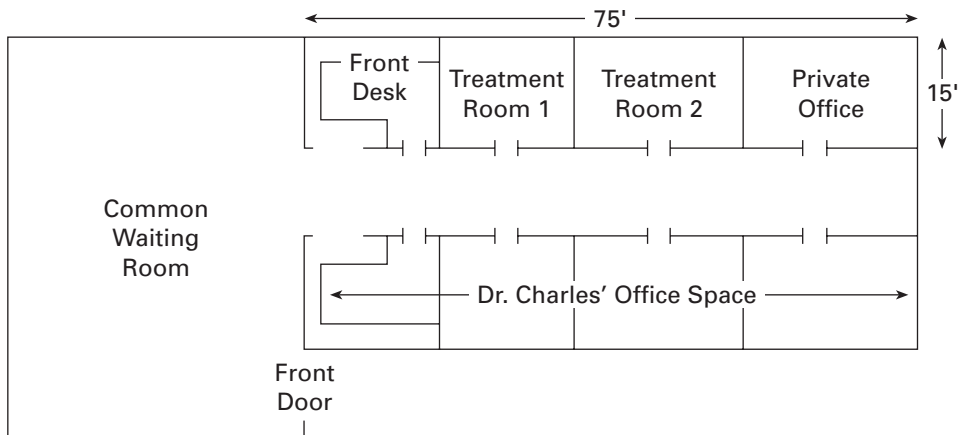 75'
Front
Desk
Treatment
Room 1
Treatment
Room 2
Private
Office
15'
Common
Waiting
Room
Dr. Charles’ Office Space
Front
Door